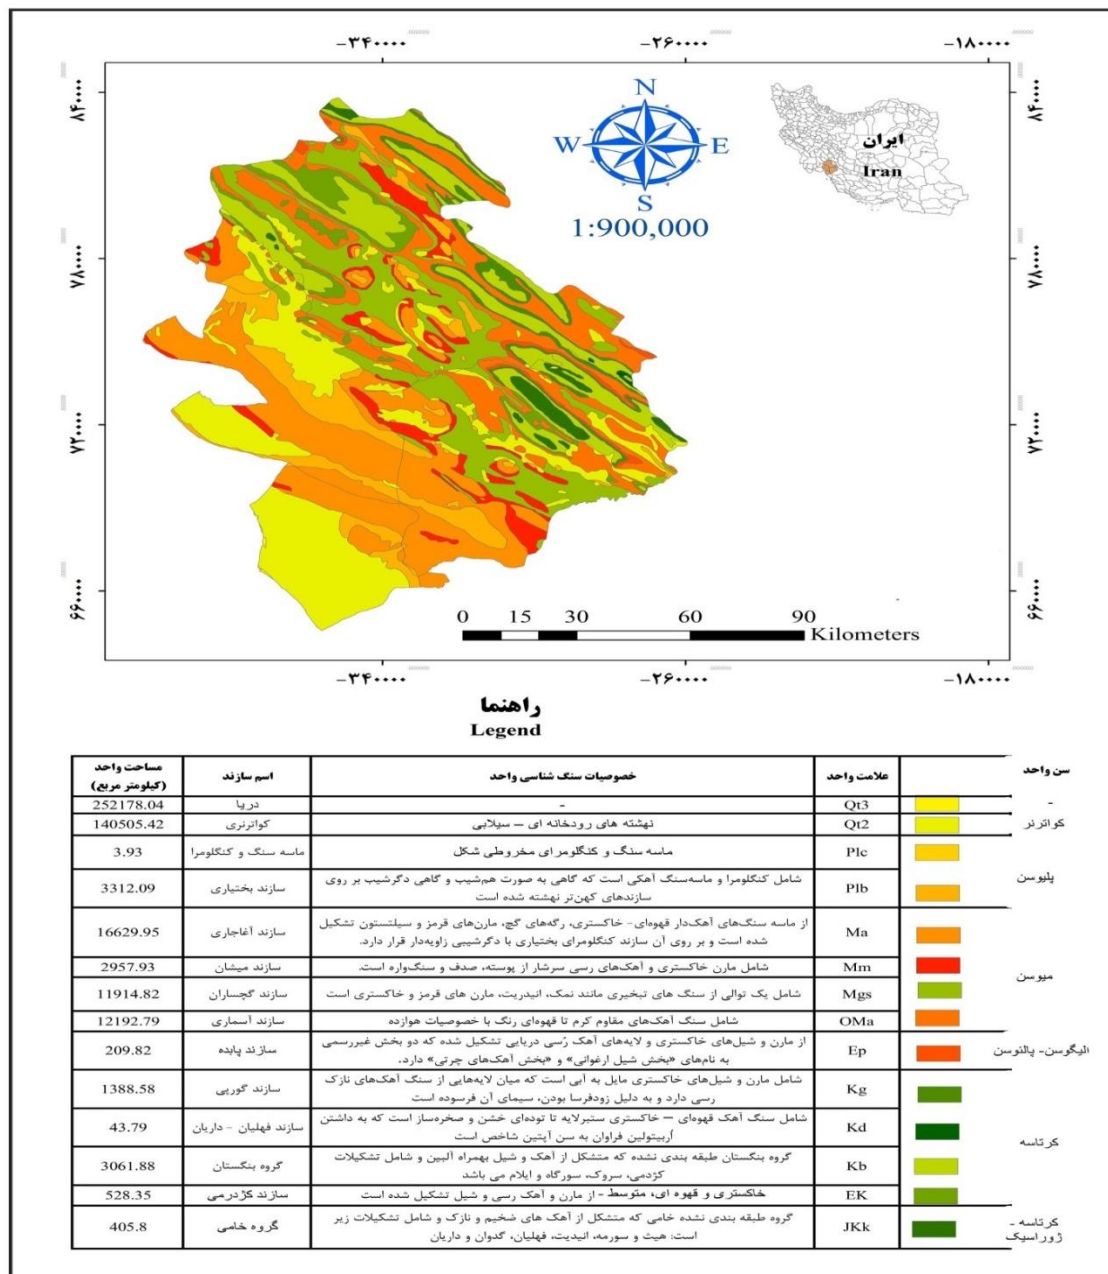 -۳۴۰۰۰۰ -۲۶۰۰۰۰ -۱۸۰۰۰۰
۸۴۰۰۰۰ ۸۴۰۰۰۰
۷۸۰۰۰۰ ۷۸۰۰۰۰
۷۲۰۰۰۰ ۷۲۰۰۰۰
۶۶۰۰۰۰ ۶۶۰۰۰۰
N
W E
S
1:900,000
ایران
Iran
0 15 30 60 90
Kilometers
-۳۴۰۰۰۰ -۲۶۰۰۰۰ -۱۸۰۰۰۰
راهنما
Legend
سن واحد علامت واحد خصوصیات سنگ شناسی واحد اسم سازند مساحت واحد
(کیلومتر مربع)
- Qt3 - دریا 252178.04
کواترنر Qt2 نهشته های رودخانه ای – سیلابی کواترنری 140505.42
پلیوسن
Plc ماسه سنگ و کنگلومرای مخروطی شکل ماسه سنگ و کنگلومرا 3.93
Plb شامل کنگلومرا و ماسه‌سنگ آهکی است که گاهی به صورت هم‌شیب و گاهی دگرشیب بر روی
سازندهای کهن‌تر نهشته شده است سازند بختیاری 3312.09
میوسن
Ma از ماسه سنگ‌های آهک‌دار قهوه‌ای- خاکستری، رگه‌های گچ، مارن‌های قرمز و سیلتستون تشکیل
شده است و بر روی آن سازند کنگلومرای بختیاری با دگرشیبی زاویه‌دار قرار دارد. سازند آغاجاری 16629.95
Mm شامل مارن خاکستری و آهک‌های رسی سرشار از پوسته، صدف و سنگ‌واره است. سازند میشان 2957.93
Mgs شامل یک توالی از سنگ های تبخیری مانند نمک، انیدریت، مارن های قرمز و خاکستری است سازند گچساران 11914.82
OMa شامل سنگ آهک‌های مقاوم کرم تا قهوه‌ای رنگ با خصوصیات هوازده سازند آسماری 12192.79
الیگوسن- پالئوسن Ep از مارن و شیل‌های خاکستری و لایه‌های آهک رُسی دریایی تشکیل شده که دو بخش غیررسمی
به نام‌های «بخش شیل ارغوانی» و «بخش آهک‌های چرتی» دارد. سازند پابده 209.82
کرتاسه
Kg شامل مارن و شیل‌های خاکستری مایل به آبی است که میان لایه‌هایی از سنگ آهک‌های نازک
رسی دارد و به دلیل زودفرسا بودن، سیمای آن فرسوده است سازند گورپی 1388.58
Kd شامل سنگ آهک قهوه‌ای – خاکستری ستبرلایه تا توده‌ای خشن و صخره‌ساز است که به داشتن
اُربیتولین فراوان به سن آپتین شاخص است سازند فهلیان - داریان 43.79
Kb گروه بنگستان طبقه بندی نشده که متشکل از آهک و شیل بهمراه آلبین و شامل تشکیلات
کژدمی، سروک، سورگاه و ایلام می باشد گروه بنگستان 3061.88
EK خاکستری و قهوه ای، متوسط - از مارن و آهک رسی و شیل تشکیل شده است سازند کژدرمی 528.35
کرتاسه -
ژوراسیک
JKk گروه طبقه بندی نشده خامی که متشکل از آهک های ضخیم و نازک و شامل تشکیلات زیر
است: هیث و سورمه، انیدیت، فهلیان، گدوان و داریان گروه خامی 405.8